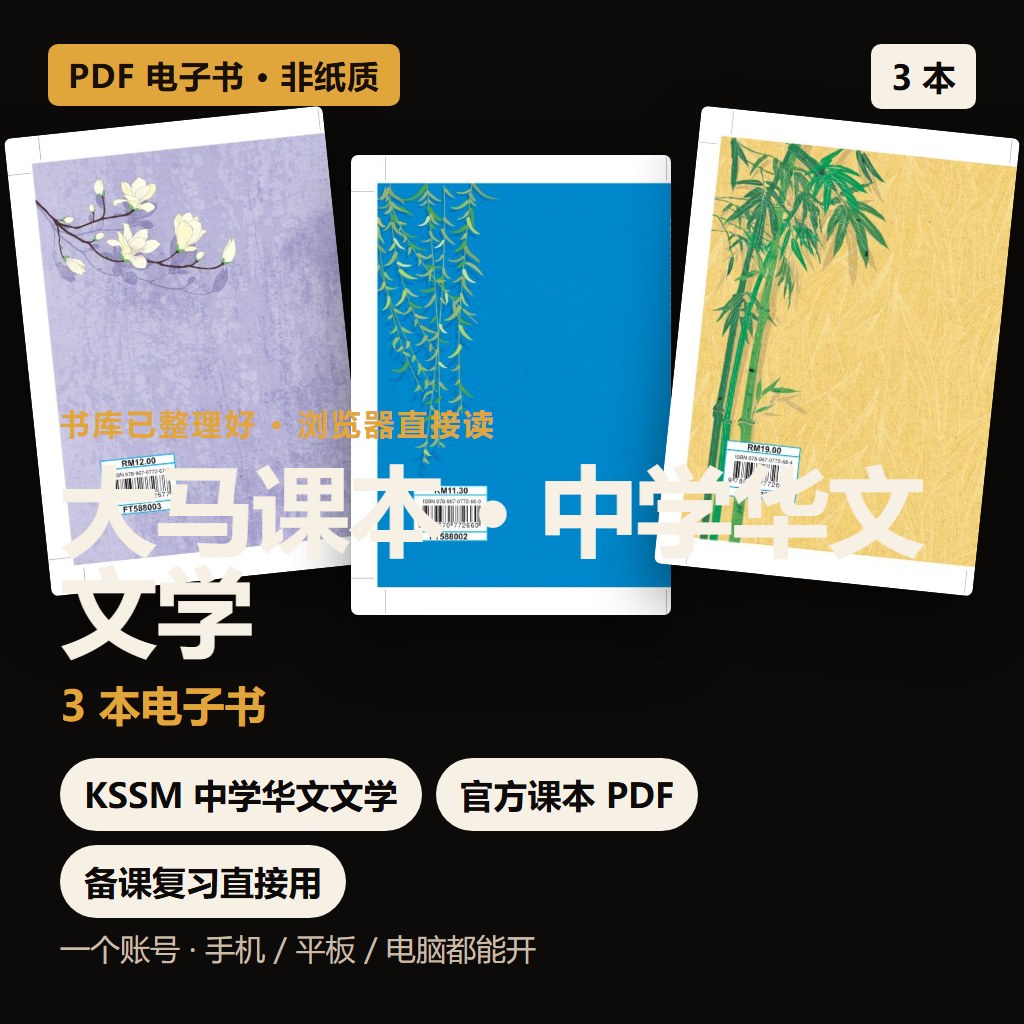 PDF 电子书 · 非纸质
3 本
书库已整理好 · 浏览器直接读
RM12.00
FT588003
RM11.30
RM19.00
大马课本 · 中学华文
文学
3 本电子书
KSSM 中学华文文学
官方课本 PDF
备课复习直接用
一个账号 · 手机 / 平板 / 电脑都能开